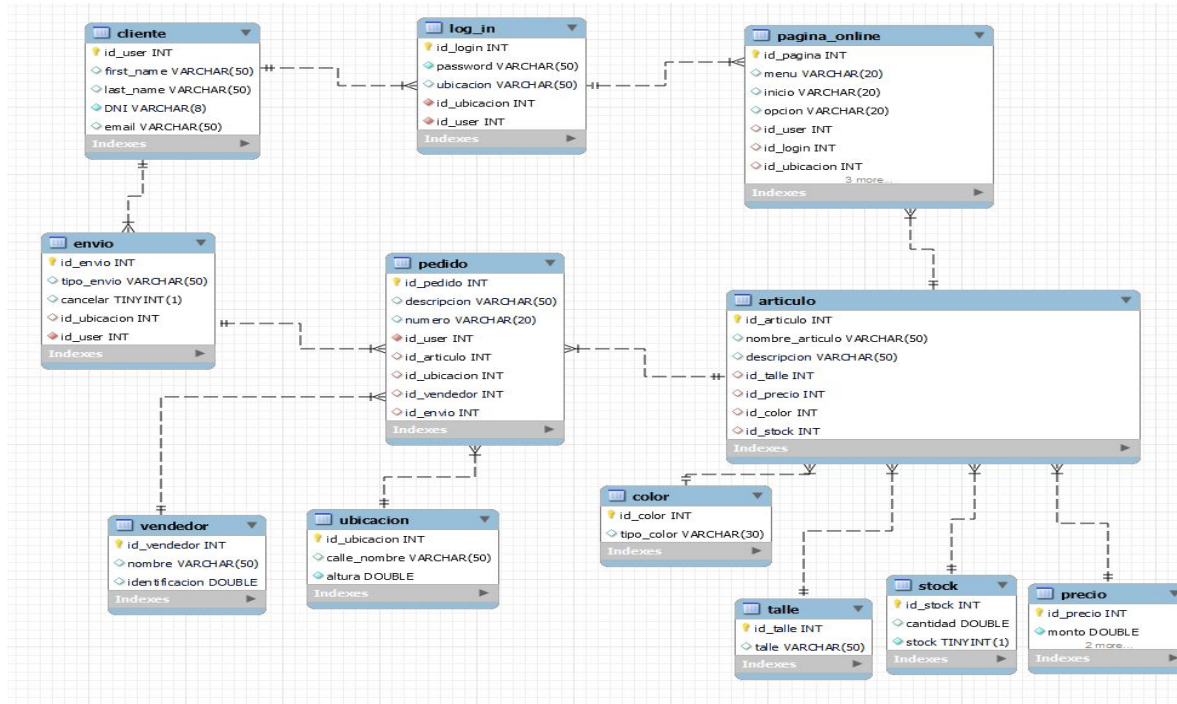 cliente
id_user INT
first_name VARCHAR(50)
last_name VARCHAR(50)
DNI VARCHAR(8)
email VARCHAR(50)
Indexes
log_in
id_login INT
password VARCHAR(50)
ubicacion VARCHAR(50)
id_ubicacion INT
id_user INT
Indexes
pagina_online
id_pagina INT
menu VARCHAR(20)
inicio VARCHAR(20)
opcion VARCHAR(20)
id_user INT
id_login INT
id_ubicacion INT
3 more...
Indexes
envio
id_envio INT
tipo_envio VARCHAR(50)
cancelar TINYINT(1)
id_ubicacion INT
id_user INT
Indexes
pedido
id_pedido INT
descripcion VARCHAR(50)
numero VARCHAR(20)
id_user INT
id_articulo INT
id_ubicacion INT
id_vendedor INT
id_envio INT
Indexes
articulo
id_articulo INT
nombre_articulo VARCHAR(50)
descripcion VARCHAR(50)
id_talle INT
id_precio INT
id_color INT
id_stock INT
Indexes
vendedor
id_vendedor INT
nombre VARCHAR(50)
identificacion DOUBLE
Indexes
ubicacion
id_ubicacion INT
calle_nombre VARCHAR(50)
altura DOUBLE
Indexes
color
id_color INT
tipo_color VARCHAR(30)
Indexes
talle
id_talle INT
talle VARCHAR(50)
Indexes
stock
id_stock INT
cantidad DOUBLE
stock TINYINT(1)
Indexes
precio
id_precio INT
monto DOUBLE
2 more...
Indexes